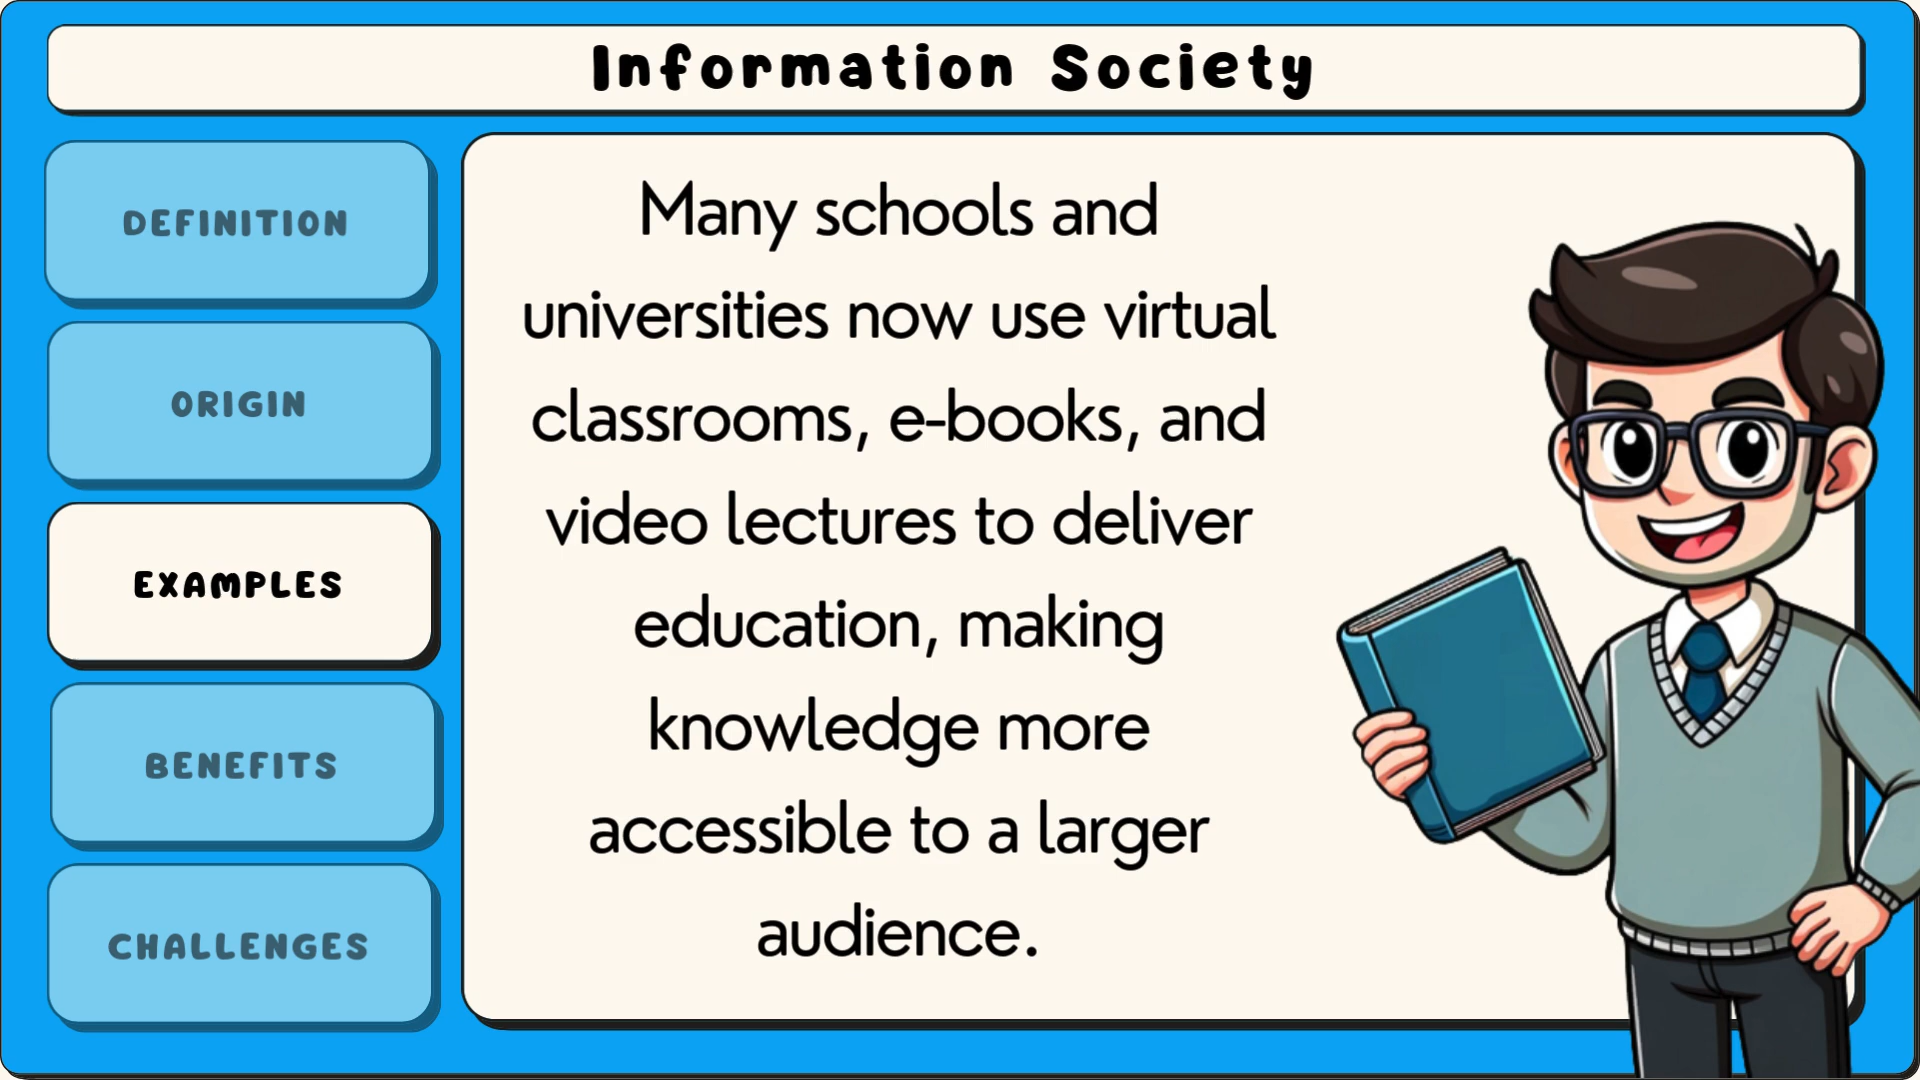 Information Society
DEFINITION
ORIGIN
EXAMPLES
BENEFITS
CHALLENGES
Many schools and
universities now use virtual
classrooms, e-books, and
video lectures to deliver
education, making
knowledge more
accessible to a larger
audience.